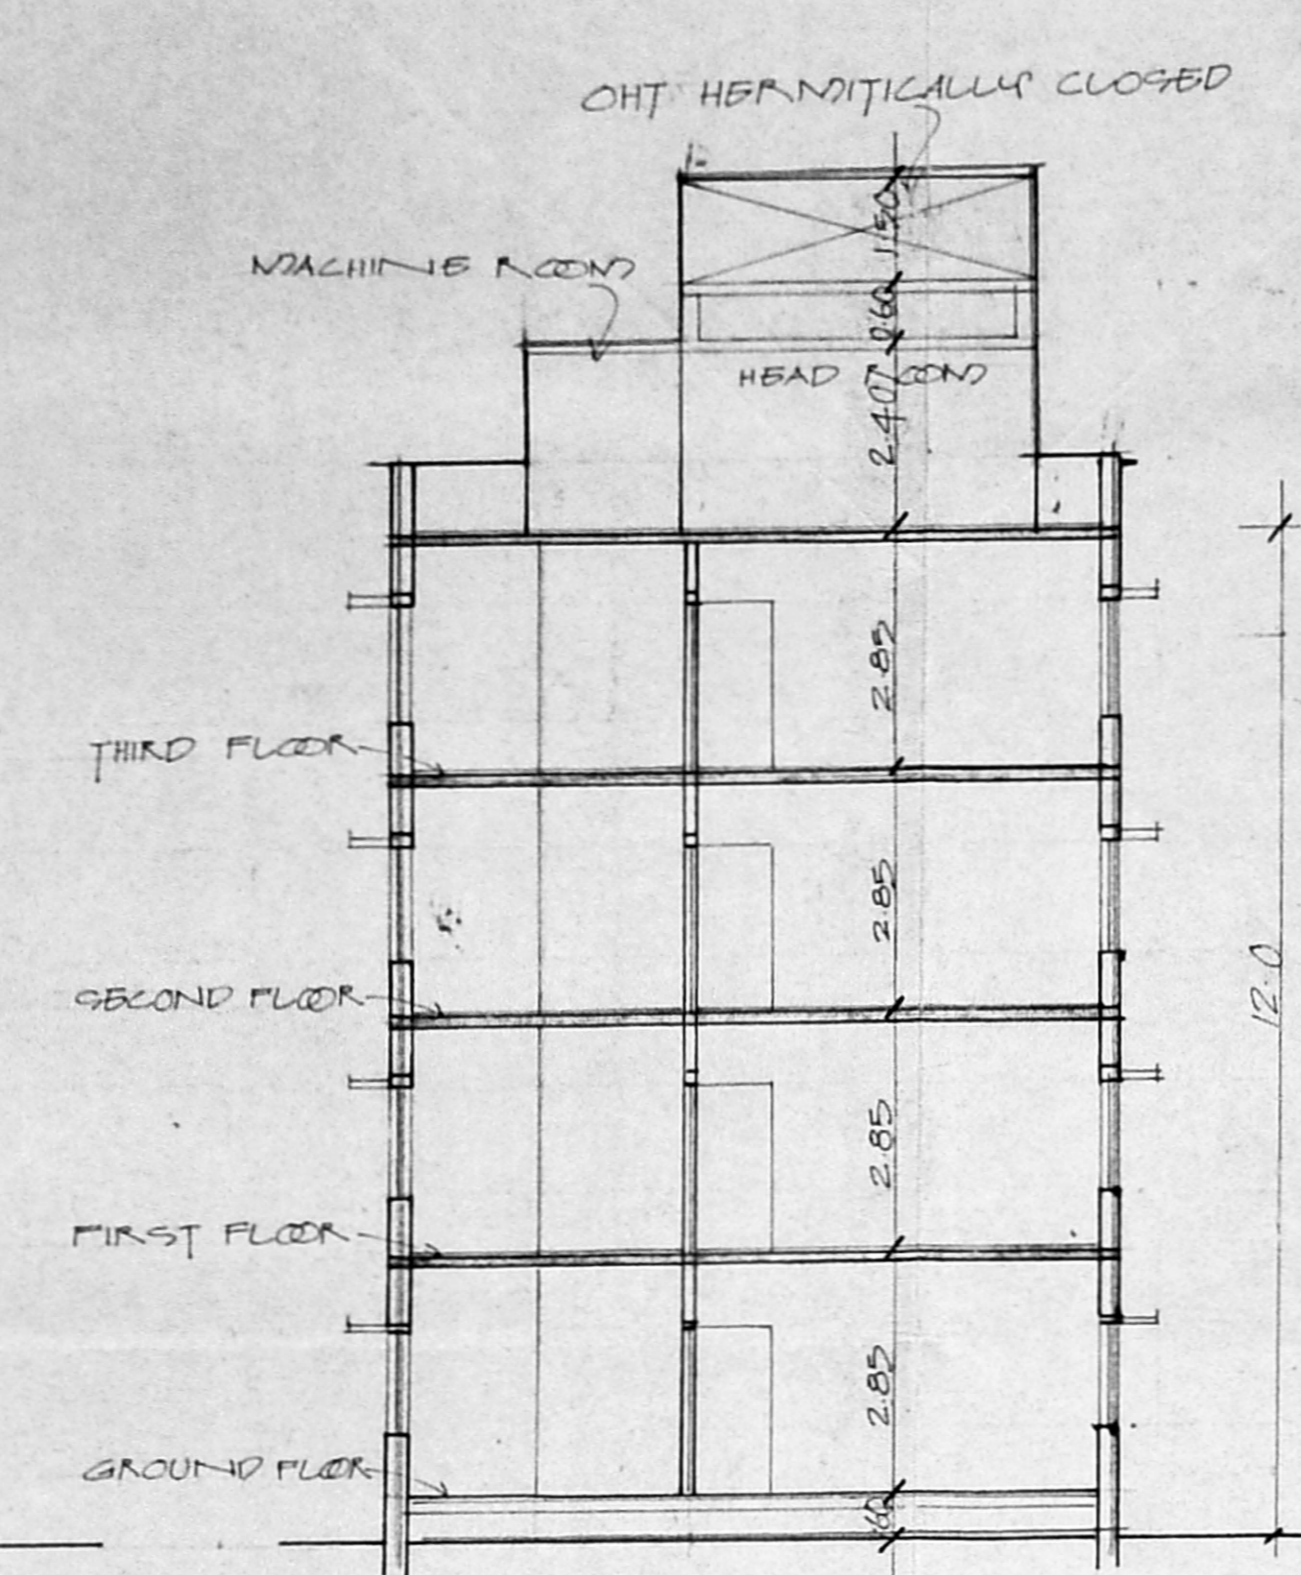 OHT HERMITICALLY CLOSED
1.50
MACHINE ROOM
0.60
HEAD ROOM
2.40
2.85
THIRD FLOOR
2.85
SECOND FLOOR
12.0
2.85
FIRST FLOOR
2.85
GROUND FLOOR
.60